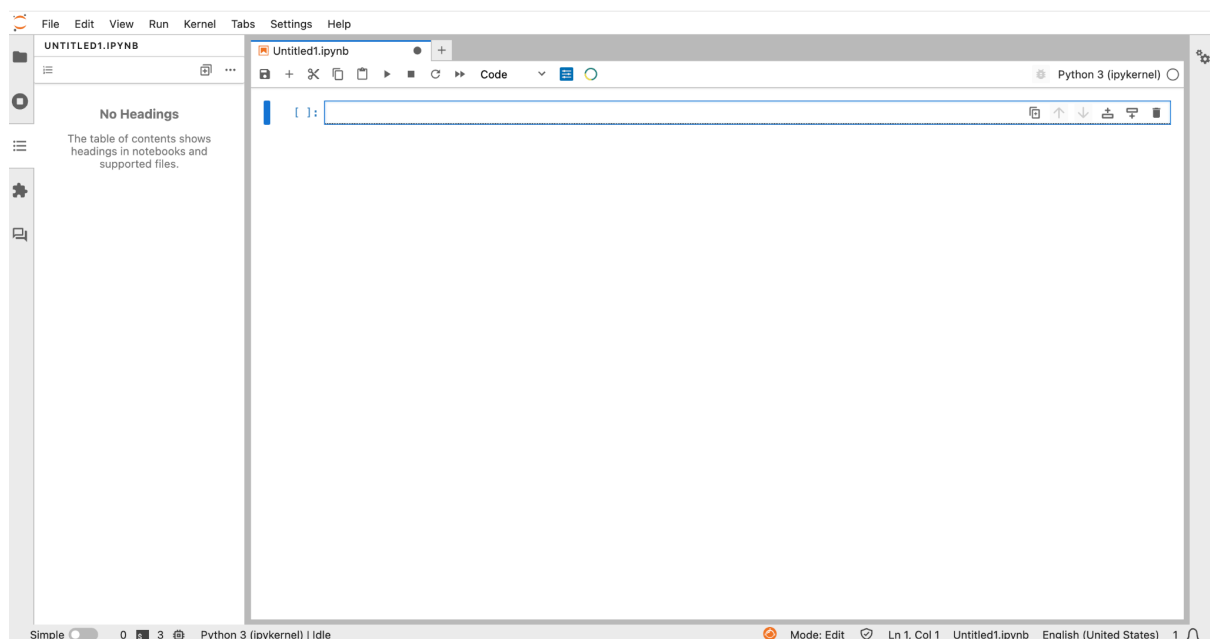 File Edit View Run Kernel Tabs Settings Help
UNTITLED1.IPYNB
No Headings
The table of contents shows
headings in notebooks and
supported files.
Untitled1.ipynb
Code
Python 3 (ipykernel)
[ ]:
Simple 0 3 Python 3 (ipykernel) | Idle
Mode: Edit Ln 1, Col 1 Untitled1.ipynb English (United States) 1